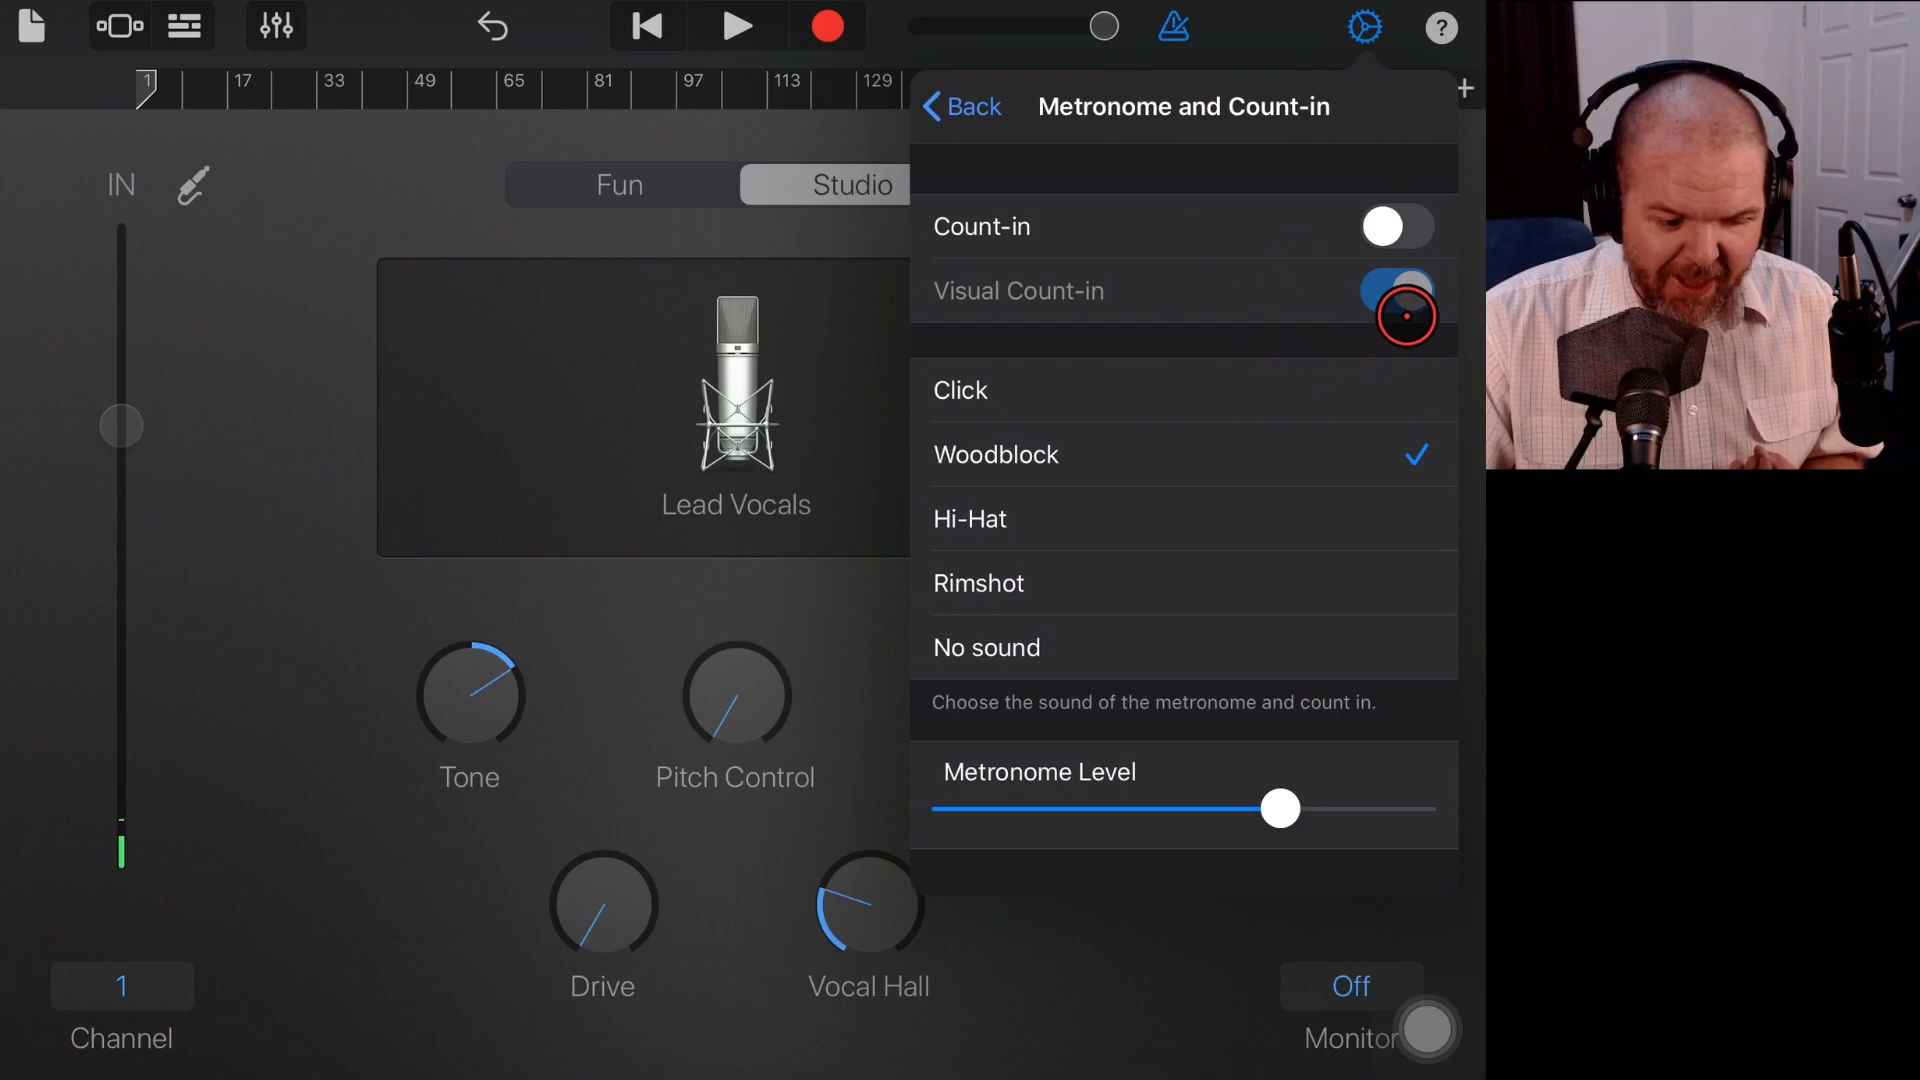 ?
1 17 33 49 65 81 97 113 129 +
Back Metronome and Count-in
IN Fun Studio
Count-in
Visual Count-in
Click
Woodblock
Hi-Hat
Lead Vocals
Rimshot
No sound
Choose the sound of the metronome and count in.
Metronome Level
Tone Pitch Control
Drive Vocal Hall
1 Off
Channel Monitor